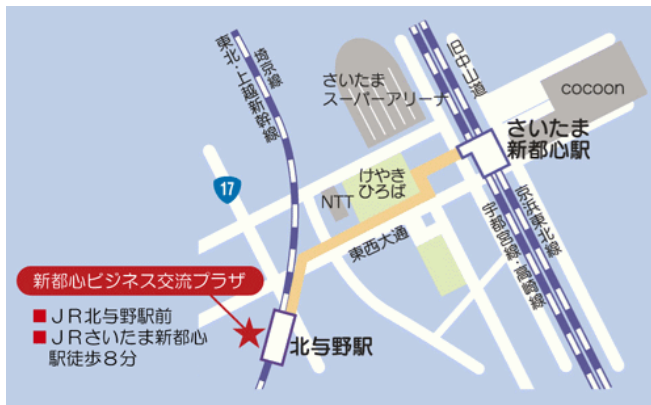 東北・上越新幹線
埼京線
さいたま
スーパーアリーナ
旧中山道
cocoon
さいたま
新都心駅
けやき
ひろば
NTT
17
東西大通
宇都宮線・高崎線
京浜東北線
新都心ビジネス交流プラザ
■ＪＲ北与野駅前
■ＪＲさいたま新都心
駅徒歩８分
北与野駅